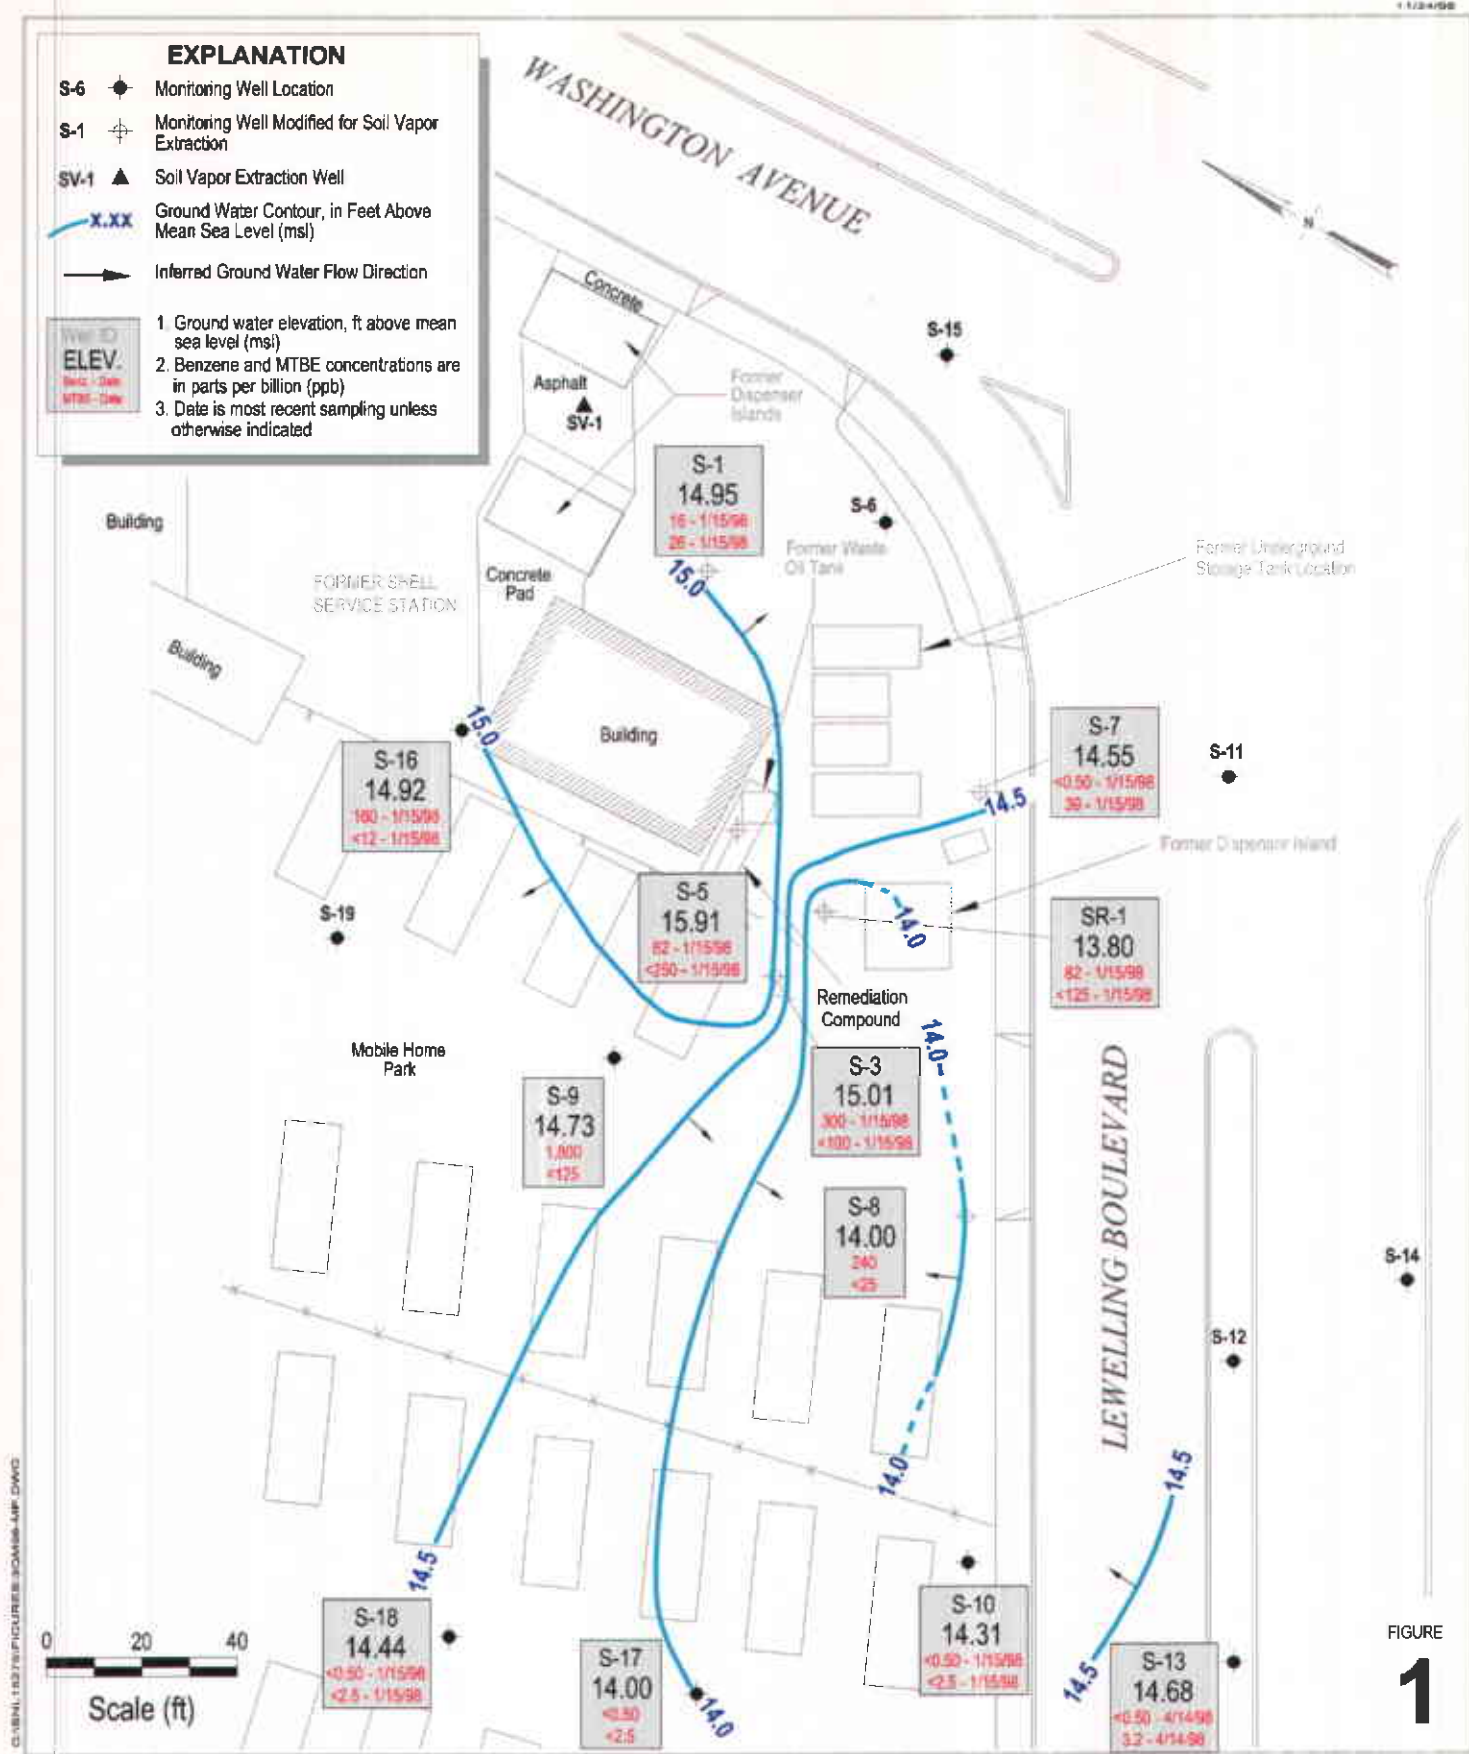 11/24/98
EXPLANATION
S-6 Monitoring Well Location
S-1 Monitoring Well Modified for Soil Vapor
Extraction
SV-1 Soil Vapor Extraction Well
X.XX Ground Water Contour, in Feet Above
Mean Sea Level (msl)
Inferred Ground Water Flow Direction
Well ID
ELEV.
Benz - Date
MTBE - Date
1. Ground water elevation, ft above mean
sea level (msl)
2. Benzene and MTBE concentrations are
in parts per billion (ppb)
3. Date is most recent sampling unless
otherwise indicated
WASHINGTON AVENUE
N
Concrete
Asphalt
SV-1
Former
Dispenser
Islands
S-15
S-1
14.95
16 - 1/15/98
26 - 1/15/98
S-6
Building
Former Waste
Oil Tank
Former Underground
Storage Tank Location
FORMER SHELL
SERVICE STATION
Concrete
Pad
15.0
Building
15.0
Building
S-16
14.92
160 - 1/15/98
<12 - 1/15/98
S-7
14.55
<0.50 - 1/15/98
39 - 1/15/98
S-11
14.5
Former Dispenser Island
S-19
S-5
15.91
62 - 1/15/98
<250 - 1/15/98
14.0
SR-1
13.80
82 - 1/15/98
<125 - 1/15/98
Remediation
Compound
Mobile Home
Park
14.0
S-9
14.73
1,800
<125
S-3
15.01
300 - 1/15/98
<100 - 1/15/98
LEWELLING BOULEVARD
S-8
14.00
240
<25
S-14
S-12
14.0
14.5
14.5
S-18
14.44
<0.50 - 1/15/98
<2.5 - 1/15/98
S-17
14.00
<0.50
<2.5
14.0
S-10
14.31
<0.50 - 1/15/98
<2.5 - 1/15/98
14.5
S-13
14.68
<0.50 - 4/14/98
3.2 - 4/14/98
0 20 40
Scale (ft)
FIGURE
1